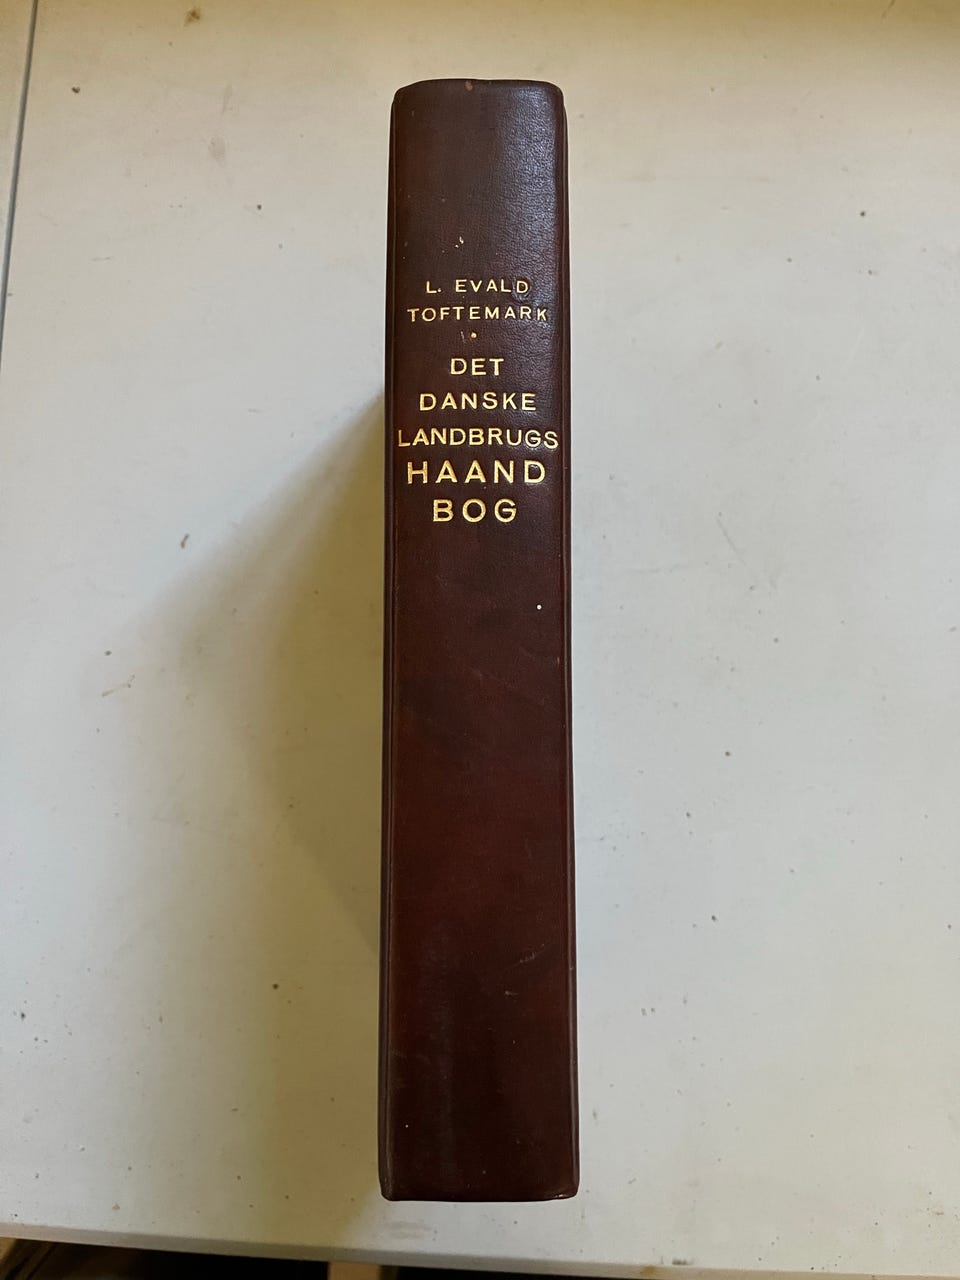 L. EVALD
TOFTEMARK
•
DET
DANSKE
LANDBRUGS
HAAND
BOG